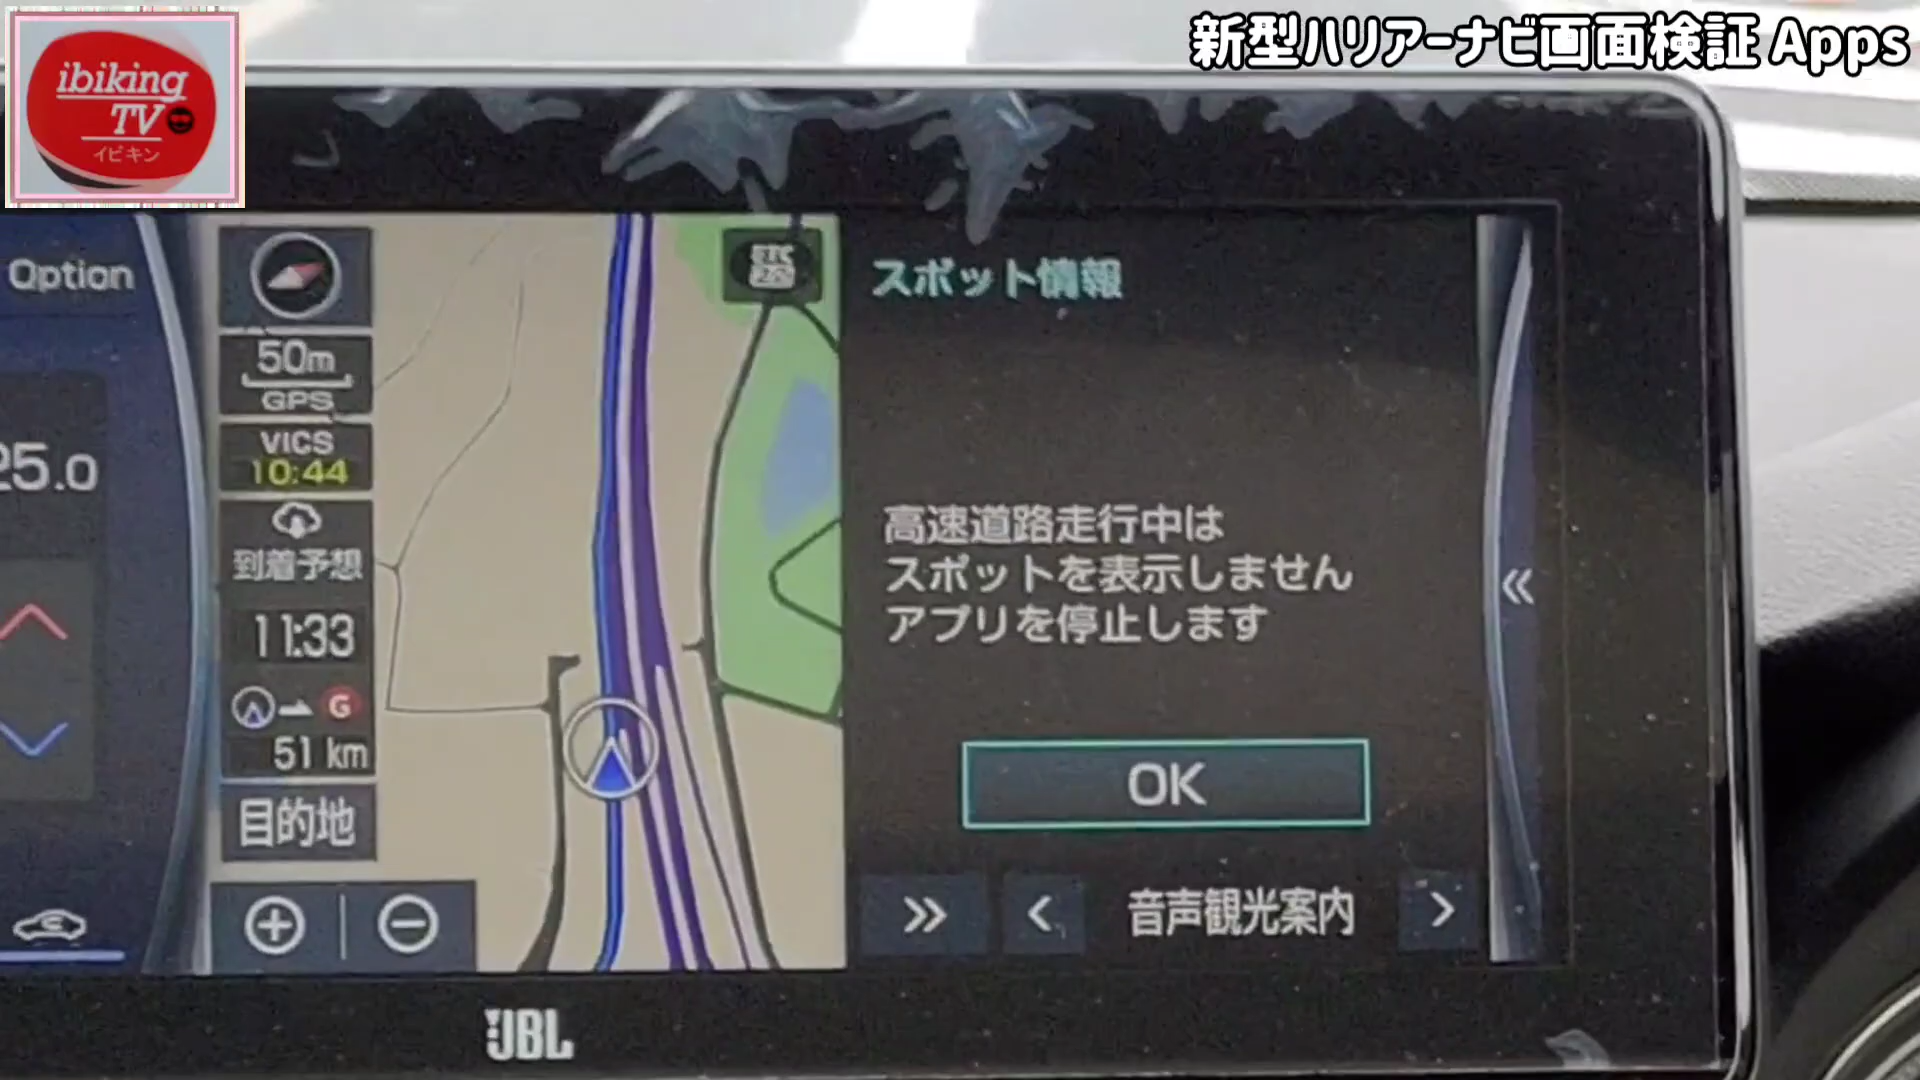 新型ハリアーナビ画面検証 Apps
ibiking
TV
イビキン
Option
25.0
50m
GPS
VICS
10:44
到着予想
11:33
G
51 km
目的地
ETC
2.0
スポット情報
高速道路走行中は
スポットを表示しません
アプリを停止します
OK
音声観光案内
JBL